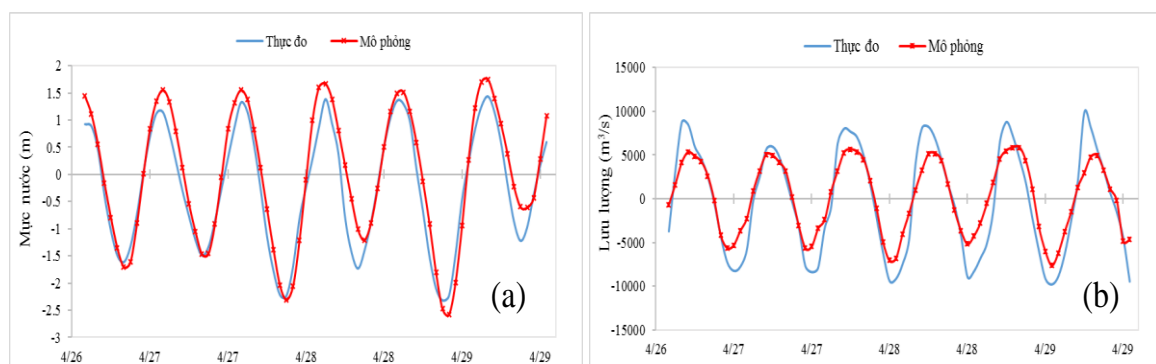 Thực đo Mô phỏng
2
1.5
1
0.5
0
-0.5
-1
-1.5
-2
-2.5
-3
Mực nước (m)
4/26 4/27 4/27 4/28 4/28 4/29 4/29
(a)
Thực đo Mô phỏng
15000
10000
5000
0
-5000
-10000
-15000
Lưu lượng (m³/s)
4/26 4/27 4/27 4/28 4/28 4/29 4/29
(b)